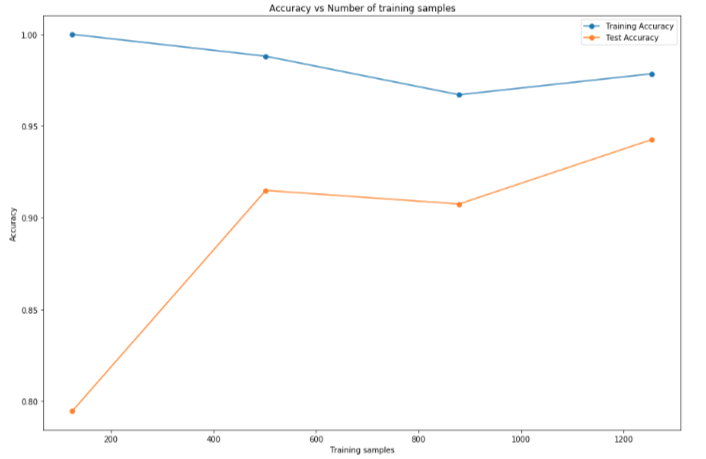 Accuracy vs Number of training samples
Training Accuracy
Test Accuracy
1.00
0.95
0.90
0.85
0.80
Accuracy
200 400 600 800 1000 1200
Training samples